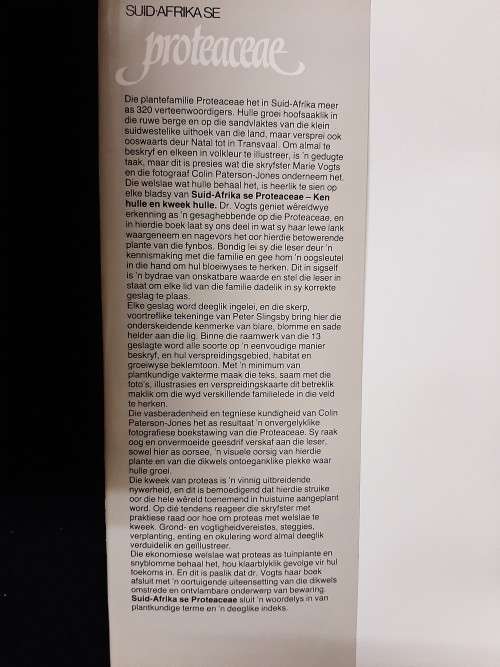 SUID-AFRIKA SE
proteaceae
Die plantefamilie Proteaceae het in Suid-Afrika meer
as 320 verteenwoordigers. Hulle groei hoofsaaklik in
die ruwe berge en op die sandvlaktes van die klein
suidwestelike uithoek van die land, maar versprei ook
ooswaarts deur Natal tot in Transvaal. Om almal te
beskryf en elkeen in volkleur te illustreer, is 'n gedugte
taak, maar dit is presies wat die skryfster Marie Vogts
en die fotograaf Colin Paterson-Jones onderneem het.
Die welslae wat hulle behaal het, is heerlik te sien op
elke bladsy van Suid-Afrika se Proteaceae – Ken
hulle en kweek hulle. Dr. Vogts geniet wêreldwye
erkenning as 'n gesaghebbende op die Proteaceae, en
in hierdie boek laat sy ons deel in wat sy haar lewe lank
waargeneem en nagevors het oor hierdie betowerende
plante van die fynbos. Bondig lei sy die leser deur 'n
kennismaking met die familie en gee hom 'n oogsleutel
in die hand om hul bloeiwyses te herken. Dit in sigself
is 'n bydrae van onskatbare waarde en stel die leser in
staat om elke lid van die familie dadelik in sy korrekte
geslag te plaas.
Elke geslag word deeglik ingelei, en die skerp,
voortreflike tekeninge van Peter Slingsby bring hier die
onderskeidende kenmerke van blare, blomme en sade
helder aan die lig. Binne die raamwerk van die 13
geslagte word alle soorte op 'n eenvoudige manier
beskryf, en hul verspreidingsgebied, habitat en
groeiwyse beklemtoon. Met 'n minimum van
plantkundige vakterme maak die teks, saam met die
foto's, illustrasies en verspreidingskaarte dit betreklik
maklik om die wyd verskillende familielede in die veld
te herken.
Die vasberadenheid en tegniese kundigheid van Colin
Paterson-Jones het as resultaat 'n onvergelyklike
fotografiese boekstawing van die Proteaceae. Sy raak
oog en onvermoeide geesdrif verskaf aan die leser,
sowel hier as oorsee, 'n visuele oorsig van hierdie
plante en van die dikwels ontoeganklike plekke waar
hulle groei.
Die kweek van proteas is 'n vinnig uitbreidende
nywerheid, en dit is bemoedigend dat hierdie struike
oor die hele wêreld toenemend in huistuine aangeplant
word. Op dié tendens reageer die skryfster met
praktiese raad oor hoe om proteas met welslae te
kweek. Grond- en vogtigheidvereistes, steggies,
verplanting, enting en okulering word almal deeglik
verduidelik en geïllustreer.
Die ekonomiese welslae wat proteas as tuinplante en
snyblomme behaal het, hou klaarblyklik gevolge vir hul
toekoms in. En dit is paslik dat dr. Vogts haar boek
afsluit met 'n oortuigende uiteensetting van die dikwels
omstrede en ontvlambare onderwerp van bewaring.
Suid-Afrika se Proteaceae sluit 'n woordelys in van
plantkundige terme en 'n deeglike indeks.